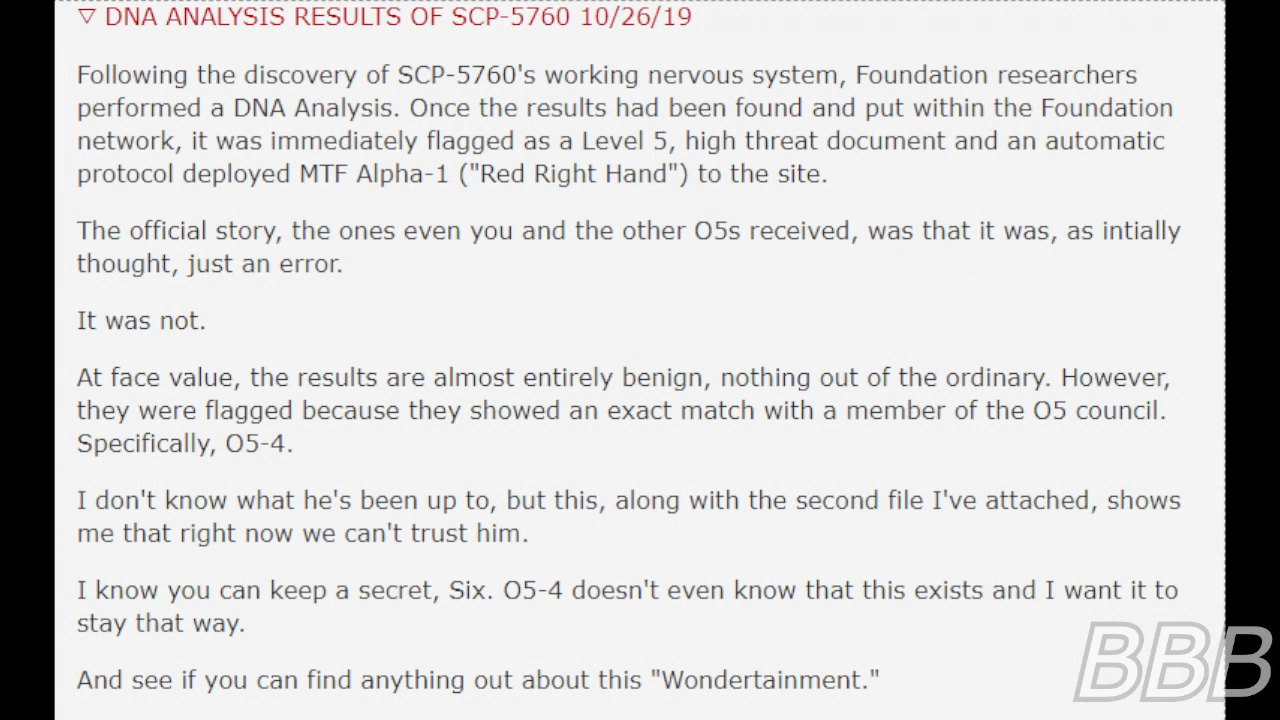 ▽ DNA ANALYSIS RESULTS OF SCP-5760 10/26/19
Following the discovery of SCP-5760's working nervous system, Foundation researchers
performed a DNA Analysis. Once the results had been found and put within the Foundation
network, it was immediately flagged as a Level 5, high threat document and an automatic
protocol deployed MTF Alpha-1 ("Red Right Hand") to the site.
The official story, the ones even you and the other O5s received, was that it was, as intially
thought, just an error.
It was not.
At face value, the results are almost entirely benign, nothing out of the ordinary. However,
they were flagged because they showed an exact match with a member of the O5 council.
Specifically, O5-4.
I don't know what he's been up to, but this, along with the second file I've attached, shows
me that right now we can't trust him.
I know you can keep a secret, Six. O5-4 doesn't even know that this exists and I want it to
stay that way.
And see if you can find anything out about this "Wondertainment."
BBB